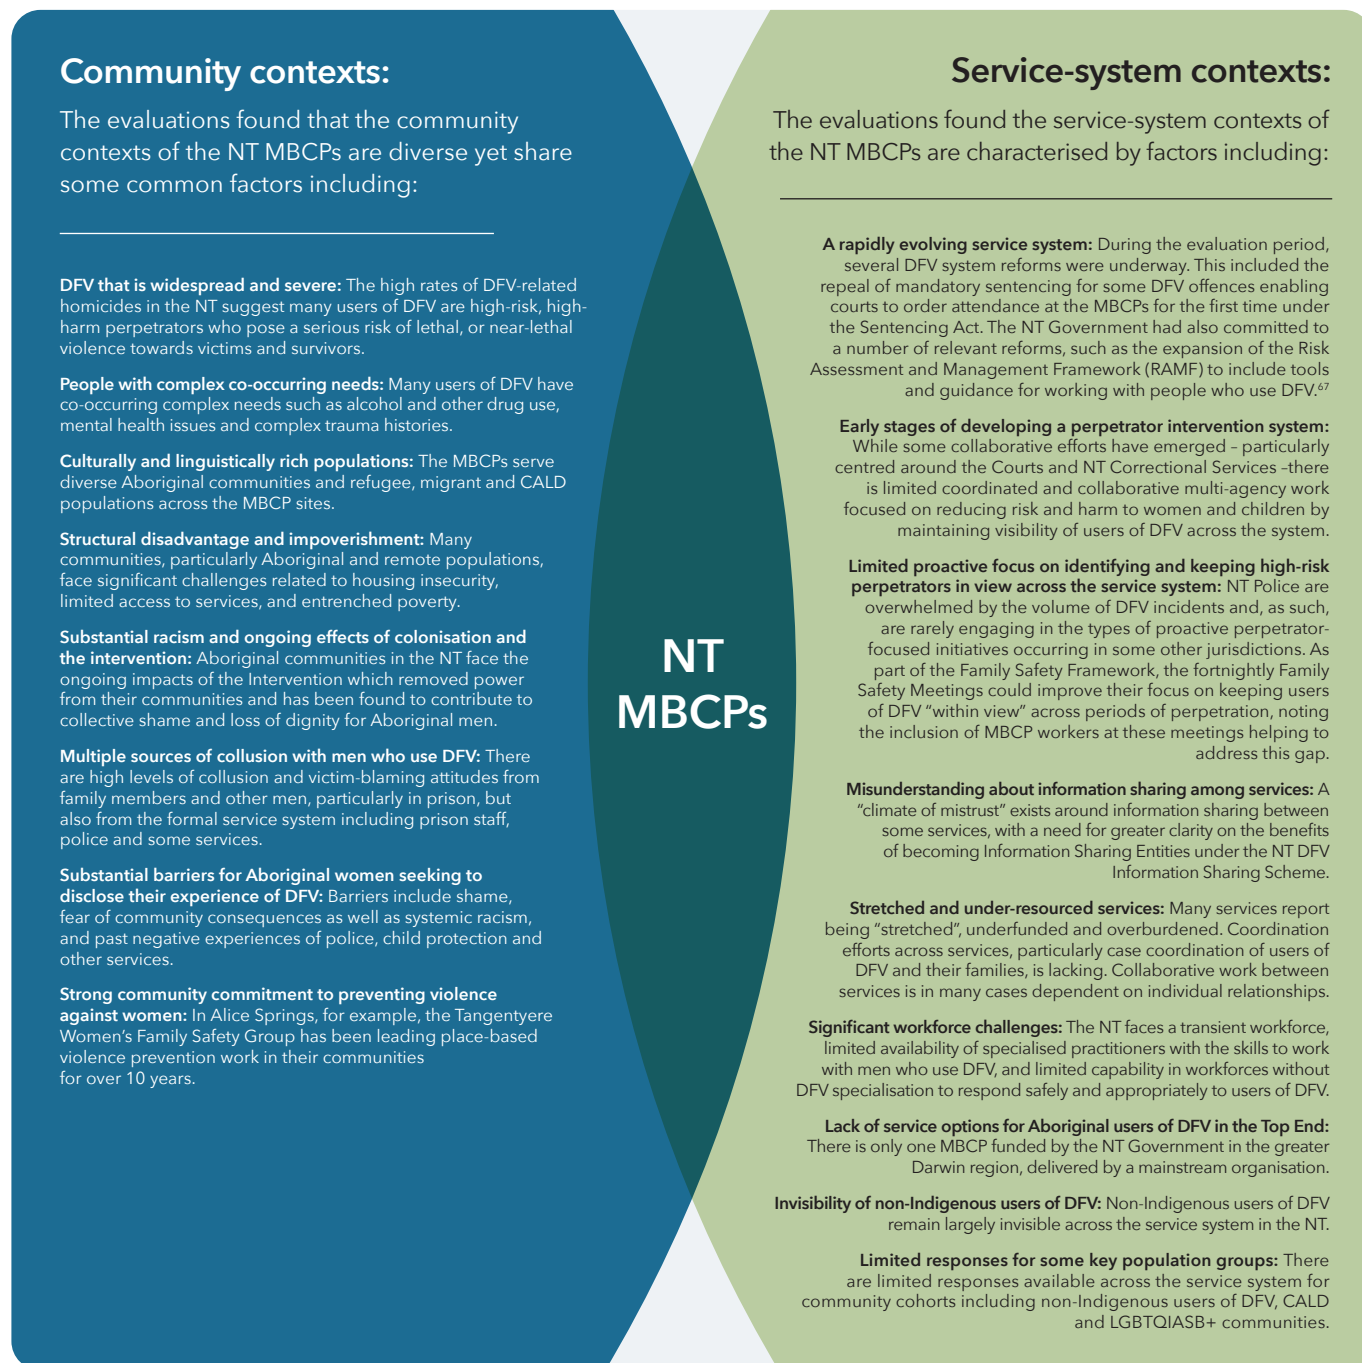 Community contexts:
The evaluations found that the community
contexts of the NT MBCPs are diverse yet share
some common factors including:
DFV that is widespread and severe: The high rates of DFV-related
homicides in the NT suggest many users of DFV are high-risk, high-
harm perpetrators who pose a serious risk of lethal, or near-lethal
violence towards victims and survivors.
People with complex co-occurring needs: Many users of DFV have
co-occurring complex needs such as alcohol and other drug use,
mental health issues and complex trauma histories.
Culturally and linguistically rich populations: The MBCPs serve
diverse Aboriginal communities and refugee, migrant and CALD
populations across the MBCP sites.
Structural disadvantage and impoverishment: Many
communities, particularly Aboriginal and remote populations,
face significant challenges related to housing insecurity,
limited access to services, and entrenched poverty.
Substantial racism and ongoing effects of colonisation and
the intervention: Aboriginal communities in the NT face the
ongoing impacts of the Intervention which removed power
from their communities and has been found to contribute to
collective shame and loss of dignity for Aboriginal men.
Multiple sources of collusion with men who use DFV: There
are high levels of collusion and victim-blaming attitudes from
family members and other men, particularly in prison, but
also from the formal service system including prison staff,
police and some services.
Substantial barriers for Aboriginal women seeking to
disclose their experience of DFV: Barriers include shame,
fear of community consequences as well as systemic racism,
and past negative experiences of police, child protection and
other services.
Strong community commitment to preventing violence
against women: In Alice Springs, for example, the Tangentyere
Women's Family Safety Group has been leading place-based
violence prevention work in their communities
for over 10 years.
NT
MBCPs
Service-system contexts:
The evaluations found the service-system contexts of
the NT MBCPs are characterised by factors including:
A rapidly evolving service system: During the evaluation period,
several DFV system reforms were underway. This included the
repeal of mandatory sentencing for some DFV offences enabling
courts to order attendance at the MBCPs for the first time under
the Sentencing Act. The NT Government had also committed to
a number of relevant reforms, such as the expansion of the Risk
Assessment and Management Framework (RAMF) to include tools
and guidance for working with people who use DFV.⁶⁷
Early stages of developing a perpetrator intervention system:
While some collaborative efforts have emerged – particularly
centred around the Courts and NT Correctional Services –there
is limited coordinated and collaborative multi-agency work
focused on reducing risk and harm to women and children by
maintaining visibility of users of DFV across the system.
Limited proactive focus on identifying and keeping high-risk
perpetrators in view across the service system: NT Police are
overwhelmed by the volume of DFV incidents and, as such,
are rarely engaging in the types of proactive perpetrator-
focused initiatives occurring in some other jurisdictions. As
part of the Family Safety Framework, the fortnightly Family
Safety Meetings could improve their focus on keeping users
of DFV “within view” across periods of perpetration, noting
the inclusion of MBCP workers at these meetings helping to
address this gap.
Misunderstanding about information sharing among services: A
“climate of mistrust” exists around information sharing between
some services, with a need for greater clarity on the benefits
of becoming Information Sharing Entities under the NT DFV
Information Sharing Scheme.
Stretched and under-resourced services: Many services report
being “stretched”, underfunded and overburdened. Coordination
efforts across services, particularly case coordination of users of
DFV and their families, is lacking. Collaborative work between
services is in many cases dependent on individual relationships.
Significant workforce challenges: The NT faces a transient workforce,
limited availability of specialised practitioners with the skills to work
with men who use DFV, and limited capability in workforces without
DFV specialisation to respond safely and appropriately to users of DFV.
Lack of service options for Aboriginal users of DFV in the Top End:
There is only one MBCP funded by the NT Government in the greater
Darwin region, delivered by a mainstream organisation.
Invisibility of non-Indigenous users of DFV: Non-Indigenous users of DFV
remain largely invisible across the service system in the NT.
Limited responses for some key population groups: There
are limited responses available across the service system for
community cohorts including non-Indigenous users of DFV, CALD
and LGBTQIASB+ communities.